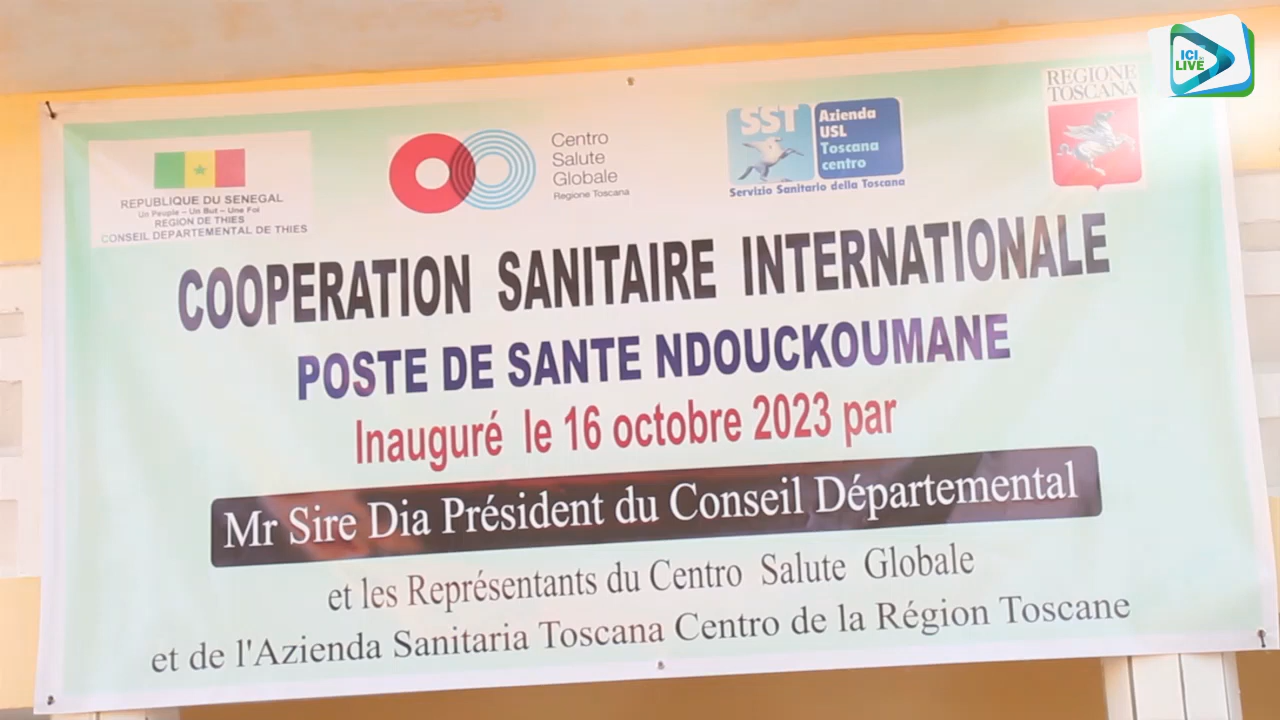 ICI
LIVE
REPUBLIQUE DU SENEGAL
Un Peuple – Un But – Une Foi
REGION DE THIES
CONSEIL DEPARTEMENTAL DE THIES
Centro
Salute
Globale
Regione Toscana
SST
Azienda
USL
Toscana
centro
Servizio Sanitario della Toscana
REGIONE
TOSCANA
COOPERATION SANITAIRE INTERNATIONALE
POSTE DE SANTE NDOUCKOUMANE
Inauguré le 16 octobre 2023 par
Mr Sire Dia Président du Conseil Départemental
et les Représentants du Centro Salute Globale
et de l'Azienda Sanitaria Toscana Centro de la Région Toscane